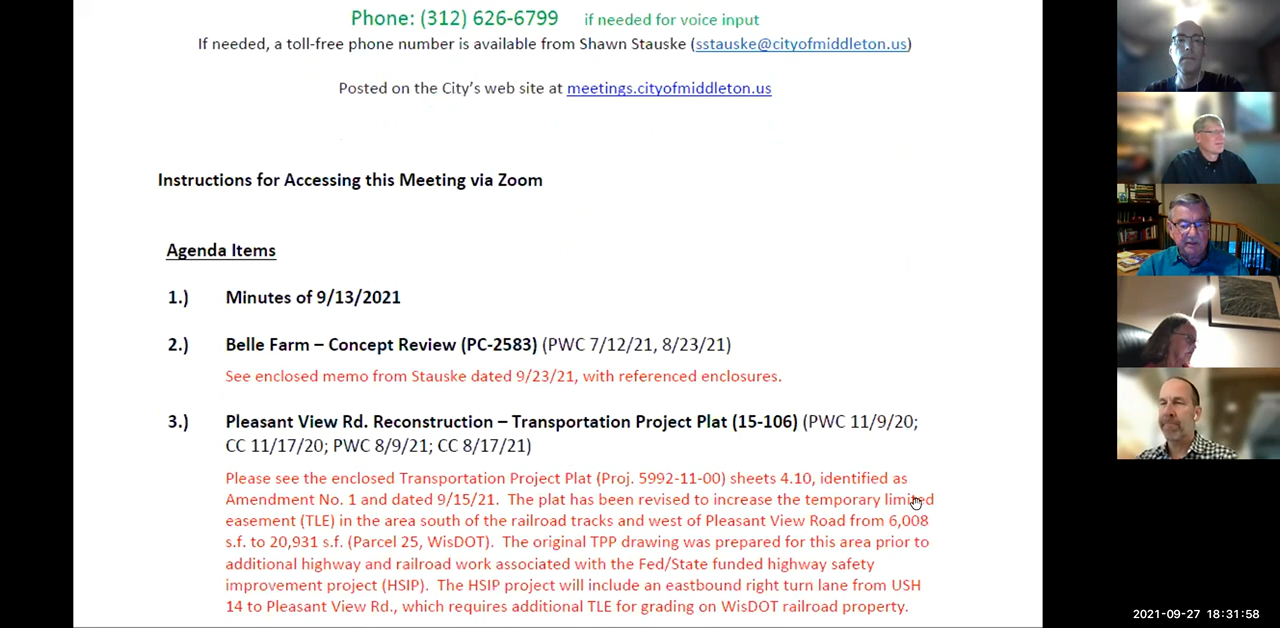 Phone: (312) 626-6799 if needed for voice input
If needed, a toll-free phone number is available from Shawn Stauske (sstauske@cityofmiddleton.us)
Posted on the City's web site at meetings.cityofmiddleton.us
Instructions for Accessing this Meeting via Zoom
Agenda Items
1.) Minutes of 9/13/2021
2.) Belle Farm – Concept Review (PC-2583) (PWC 7/12/21, 8/23/21)
See enclosed memo from Stauske dated 9/23/21, with referenced enclosures.
3.) Pleasant View Rd. Reconstruction – Transportation Project Plat (15-106) (PWC 11/9/20;
CC 11/17/20; PWC 8/9/21; CC 8/17/21)
Please see the enclosed Transportation Project Plat (Proj. 5992-11-00) sheets 4.10, identified as
Amendment No. 1 and dated 9/15/21. The plat has been revised to increase the temporary limited
easement (TLE) in the area south of the railroad tracks and west of Pleasant View Road from 6,008
s.f. to 20,931 s.f. (Parcel 25, WisDOT). The original TPP drawing was prepared for this area prior to
additional highway and railroad work associated with the Fed/State funded highway safety
improvement project (HSIP). The HSIP project will include an eastbound right turn lane from USH
14 to Pleasant View Rd., which requires additional TLE for grading on WisDOT railroad property.
2021-09-27 18:31:58